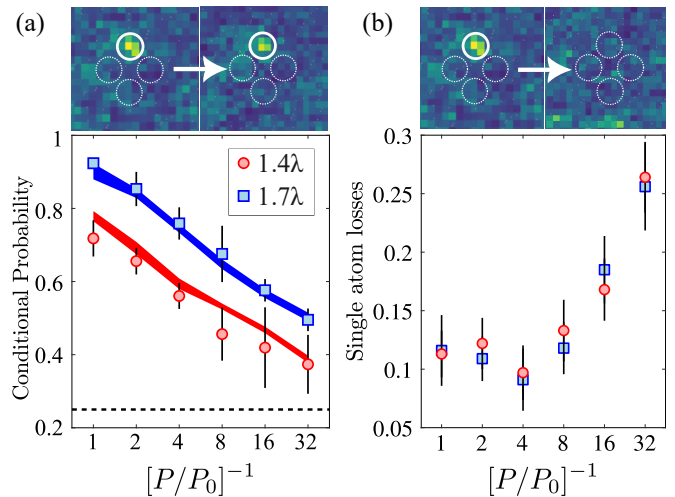 (a)
Conditional Probability
1
0.8
0.6
0.4
0.2
1.4λ
1.7λ
1 2 4 8 16 32
[P/P₀]⁻¹
(b)
Single atom losses
0.3
0.25
0.2
0.15
0.1
0.05
1 2 4 8 16 32
[P/P₀]⁻¹